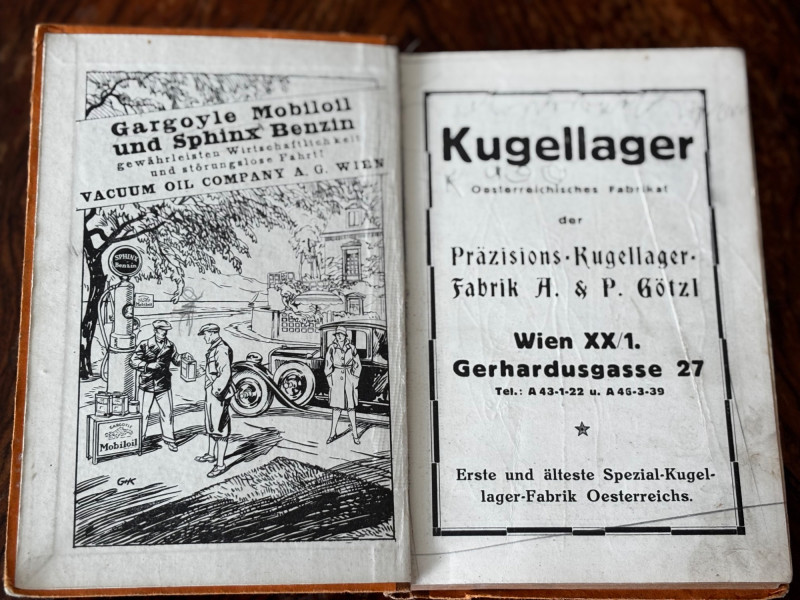 Gargoyle Mobiloil
und Sphinx Benzin
gewährleisten Wirtschaftlichkeit
und störungslose Fahrt!
VACUUM OIL COMPANY A. G. WIEN
SPHINX
Benzin
GARGOYLE
Mobiloil
G-K
Kugellager
Oesterreichisches Fabrikat
der
Präzisions-Kugellager-
Fabrik A. & P. Götzl
Wien XX/1.
Gerhardusgasse 27
Tel.: A 43-1-22 u. A 46-3-39
Erste und älteste Spezial-Kugel-
lager-Fabrik Oesterreichs.